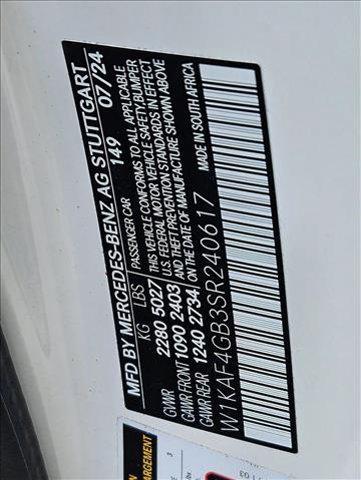 MFD BY MERCEDES-BENZ AG STUTTGART
149 07/24
KG LBS PASSENGER CAR
GVWR 2280 5027 THIS VEHICLE CONFORMS TO ALL APPLICABLE
GAWR FRONT 1090 2403 U.S. FEDERAL MOTOR VEHICLE SAFETY,BUMPER
GAWR REAR 1240 2734 AND THEFT PREVENTION STANDARDS IN EFFECT
ON THE DATE OF MANUFACTURE SHOWN ABOVE
W1KAF4GB3SR240617 MADE IN SOUTH AFRICA
ARGEMENT
3